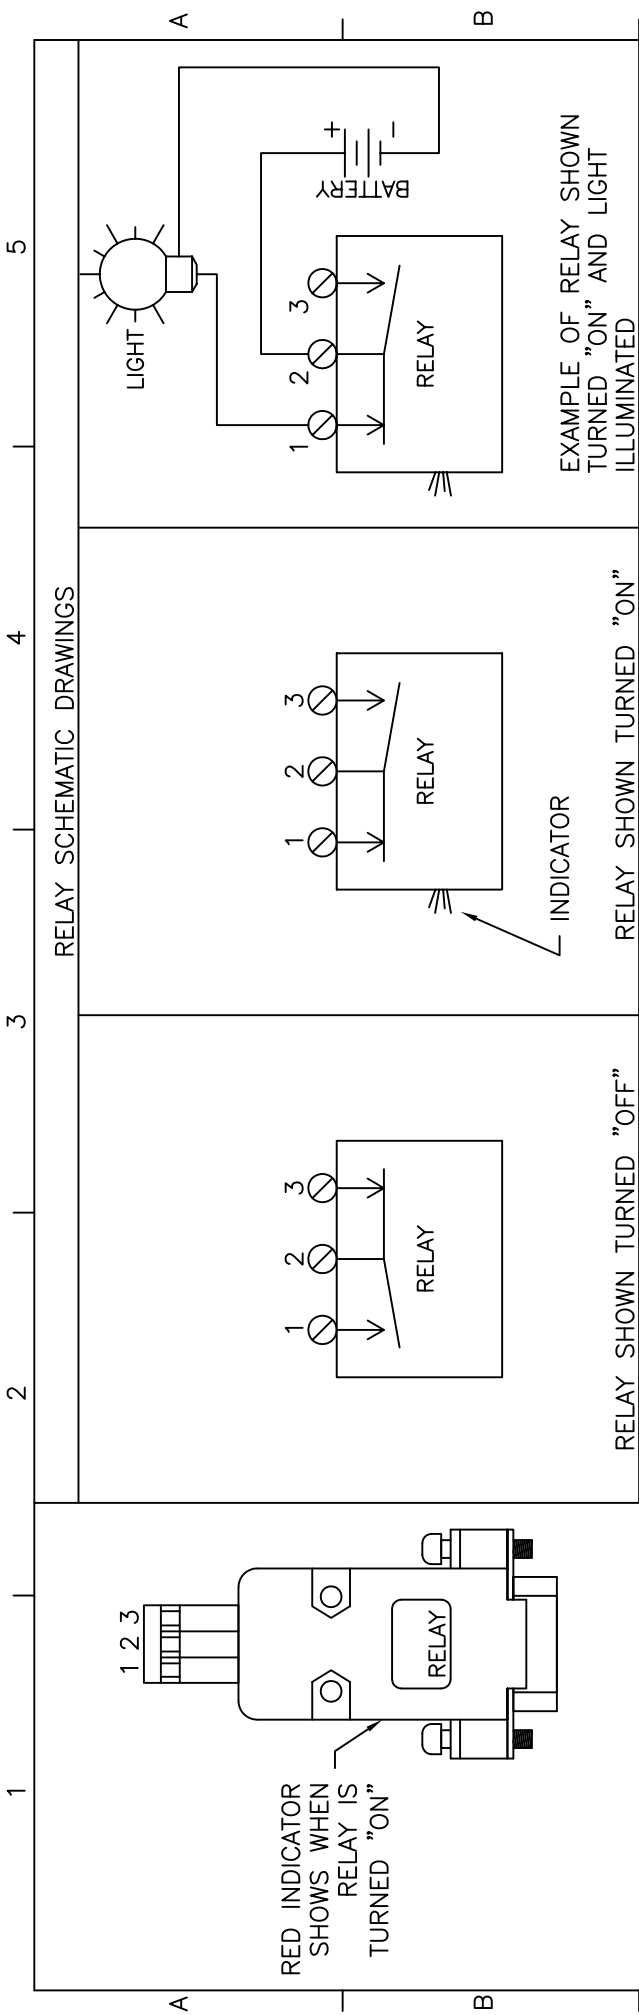 1
2
3
4
5
A
B
A
B
RELAY SCHEMATIC DRAWINGS
1 2 3
RELAY
RED INDICATOR
SHOWS WHEN
RELAY IS
TURNED "ON"
1
2
3
RELAY
RELAY SHOWN TURNED "OFF"
1
2
3
RELAY
INDICATOR
RELAY SHOWN TURNED "ON"
LIGHT
1
2
3
RELAY
+
BATTERY
-
EXAMPLE OF RELAY SHOWN
TURNED "ON" AND LIGHT
ILLUMINATED